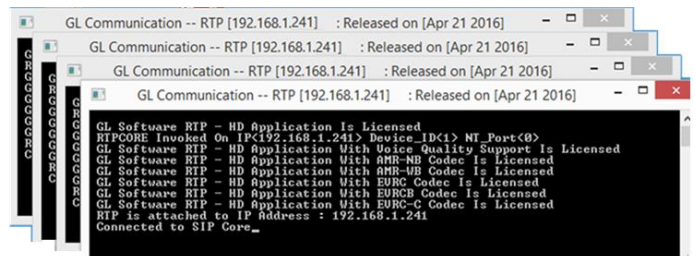 GL Communication -- RTP [192.168.1.241] : Released on [Apr 21 2016]
GL Communication -- RTP [192.168.1.241] : Released on [Apr 21 2016]
GL Communication -- RTP [192.168.1.241] : Released on [Apr 21 2016]
GL Communication -- RTP [192.168.1.241] : Released on [Apr 21 2016]
GL Software RTP - HD Application Is Licensed
RTPCORE Invoked On IP<192.168.1.241> Device_ID<1> NT_Port<0>
GL Software RTP - HD Application With Voice Quality Support Is Licensed
GL Software RTP - HD Application With AMR-NB Codec Is Licensed
GL Software RTP - HD Application With AMR-WB Codec Is Licensed
GL Software RTP - HD Application With EVRC Codec Is Licensed
GL Software RTP - HD Application With EVRCB Codec Is Licensed
GL Software RTP - HD Application With EVRC-C Codec Is Licensed
RTP is attached to IP Address : 192.168.1.241
Connected to SIP Core_